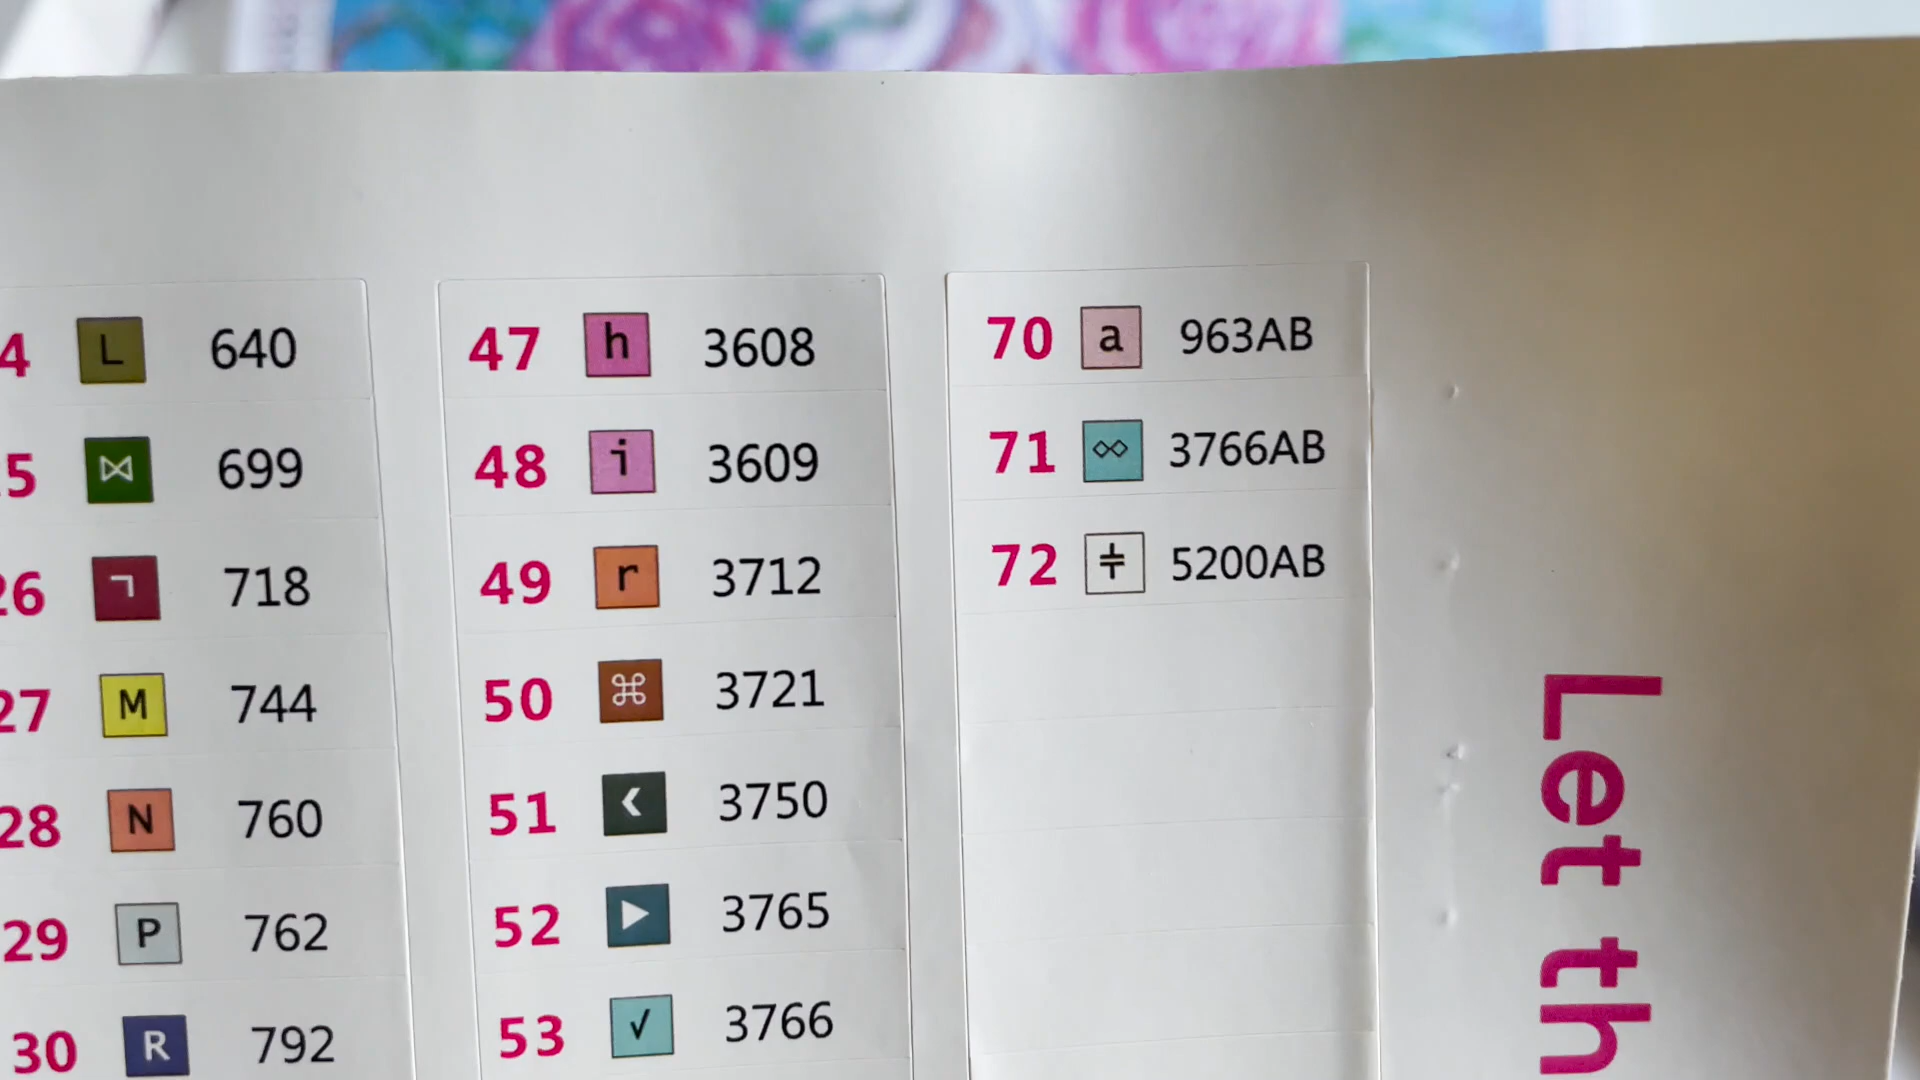 4 L 640
5 ⋈ 699
26 ㄱ 718
27 M 744
28 N 760
29 P 762
30 R 792
47 h 3608
48 i 3609
49 r 3712
50 ⌘ 3721
51 ❮ 3750
52 ▶ 3765
53 √ 3766
70 a 963AB
71 ◇◇ 3766AB
72 ⸎ 5200AB
Let th